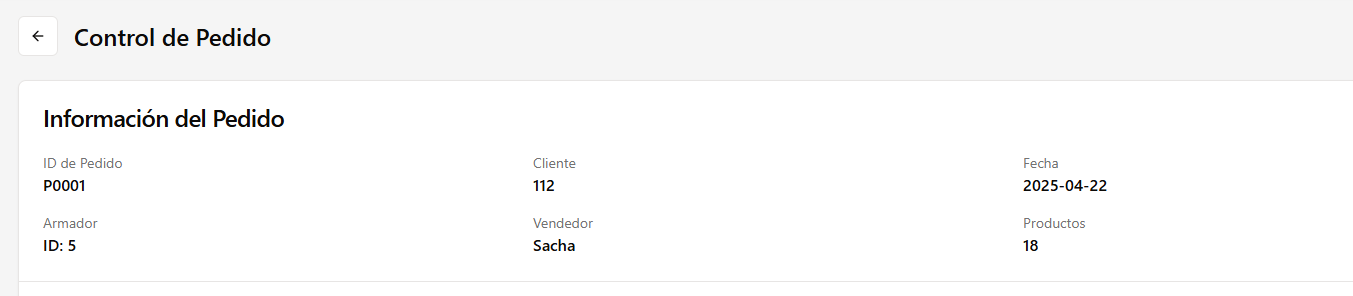 Control de Pedido
Información del Pedido
ID de Pedido
P0001
Cliente
112
Fecha
2025-04-22
Armador
ID: 5
Vendedor
Sacha
Productos
18